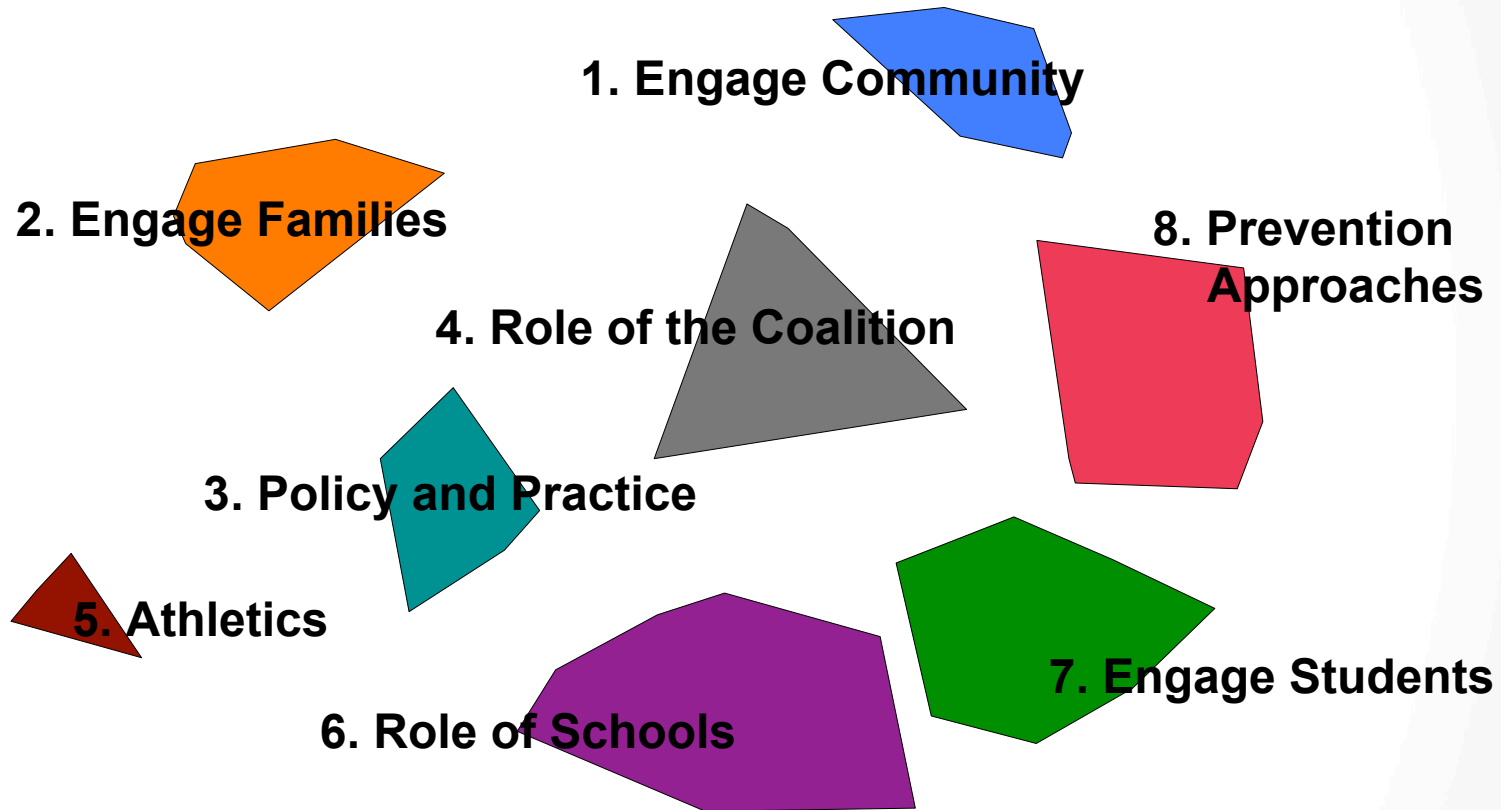 1. Engage Community
2. Engage Families
8. Prevention
Approaches
4. Role of the Coalition
3. Policy and Practice
5. Athletics
7. Engage Students
6. Role of Schools